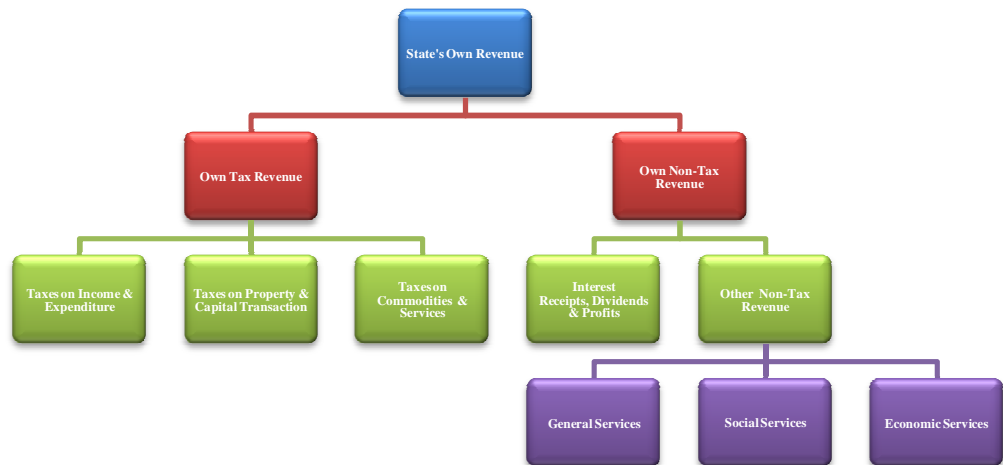 State's Own Revenue
Own Tax Revenue
Own Non-Tax
Revenue
Taxes on Income &
Expenditure
Taxes on Property &
Capital Transaction
Taxes on
Commodities &
Services
Interest
Receipts, Dividends
& Profits
Other Non-Tax
Revenue
General Services
Social Services
Economic Services